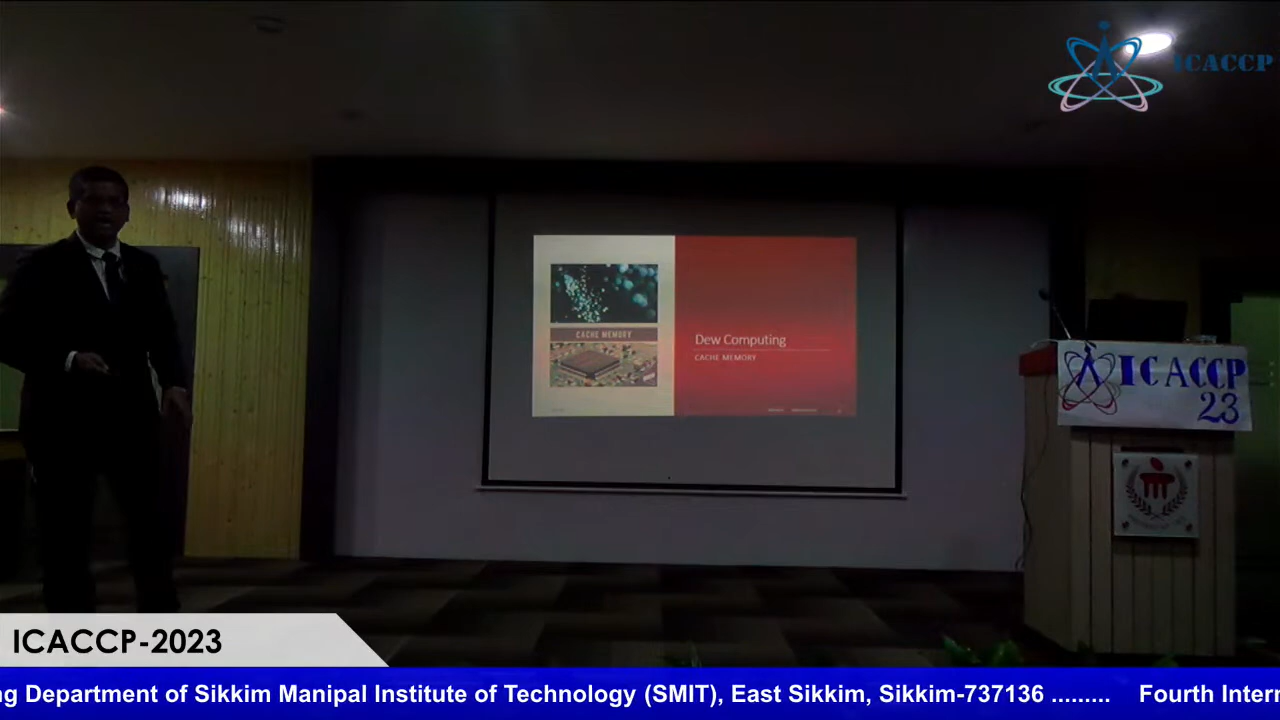 ICACCP
CACHE MEMORY
Dew Computing
CACHE MEMORY
ICACCP
23
ICACCP-2023
ng Department of Sikkim Manipal Institute of Technology (SMIT), East Sikkim, Sikkim-737136 ......... Fourth Intern